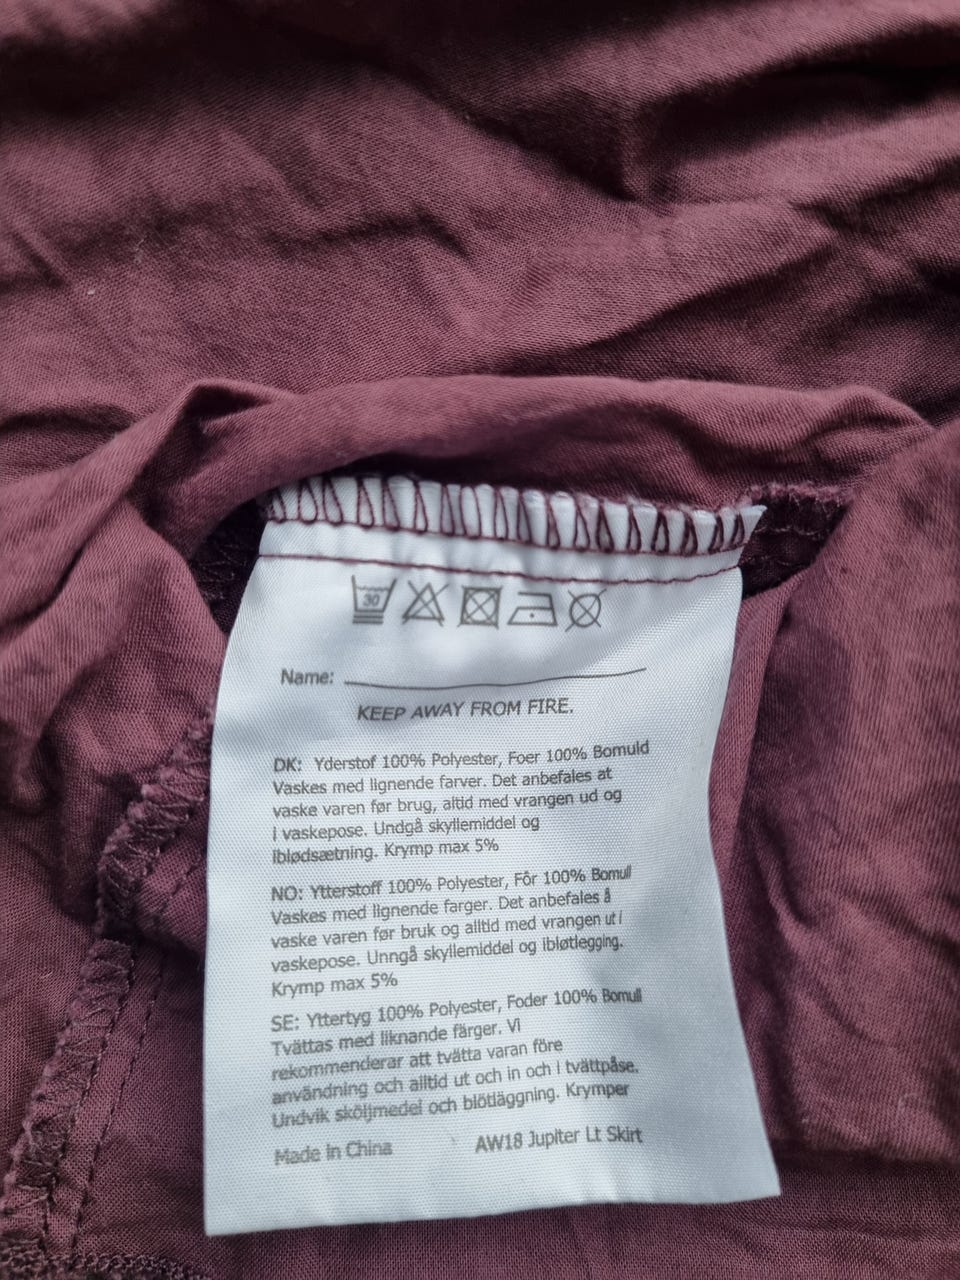 30
Name:
KEEP AWAY FROM FIRE.
DK: Yderstof 100% Polyester, Foer 100% Bomuld
Vaskes med lignende farver. Det anbefales at
vaske varen før brug, altid med vrangen ud og
i vaskepose. Undgå skyllemiddel og
iblødsætning. Krymp max 5%
NO: Ytterstoff 100% Polyester, Fôr 100% Bomull
Vaskes med lignende farger. Det anbefales å
vaske varen før bruk og alltid med vrangen ut i
vaskepose. Unngå skyllemiddel og ibløtlegging.
Krymp max 5%
SE: Yttertyg 100% Polyester, Foder 100% Bomull
Tvättas med liknande färger. Vi
rekommenderar att tvätta varan före
användning och alltid ut och in och i tvättpåse.
Undvik sköljmedel och blötläggning. Krymper
Made in China AW18 Jupiter Lt Skirt